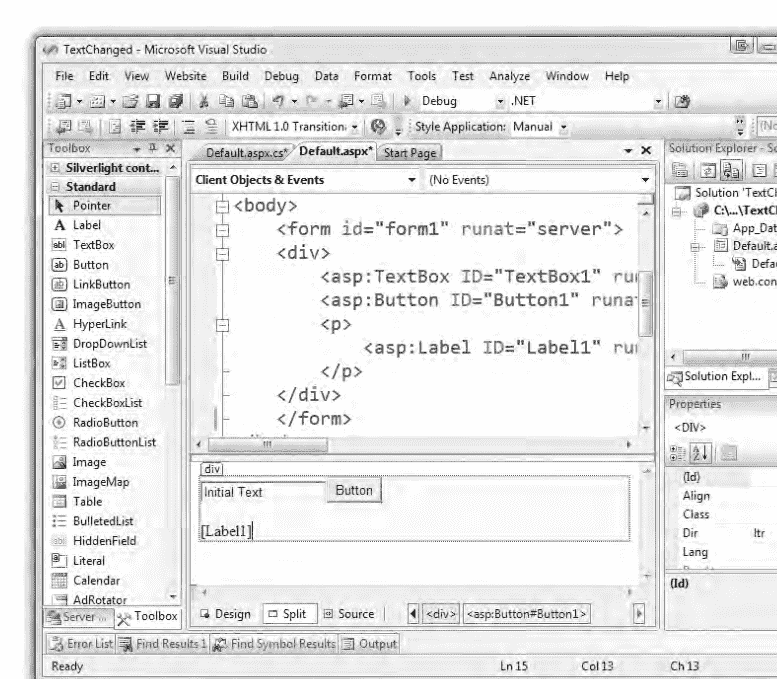 TextChanged - Microsoft Visual Studio
File Edit View Website Build Debug Data Format Tools Test Analyze Window Help
Debug .NET
XHTML 1.0 Transition: Style Application: Manual
Toolbox
Silverlight cont...
Standard
Pointer
A Label
abl TextBox
ab Button
ab LinkButton
ImageButton
A HyperLink
DropDownList
ListBox
CheckBox
CheckBoxList
RadioButton
RadioButtonList
Image
ImageMap
Table
BulletedList
HiddenField
Literal
Calendar
AdRotator
Server ... Toolbox
Default.aspx.cs* Default.aspx* Start Page
Client Objects & Events (No Events)
<body>
<form id="form1" runat="server">
<div>
<asp:TextBox ID="TextBox1" ru
<asp:Button ID="Button1" runa
<p>
<asp:Label ID="Label1" ru
</p>
</div>
</form>
div
Initial Text Button
[Label1]
Design Split Source <div> <asp:Button#Button1>
Solution Explorer - So
Solution 'TextCh
C:\...\TextCh
App_Dat
Default.a
Defa
web.con
Solution Expl...
Properties
<DIV>
(Id)
Align
Class
Dir ltr
Lang
(Id)
Error List Find Results 1 Find Symbol Results Output
Ready Ln 15 Col 13 Ch 13